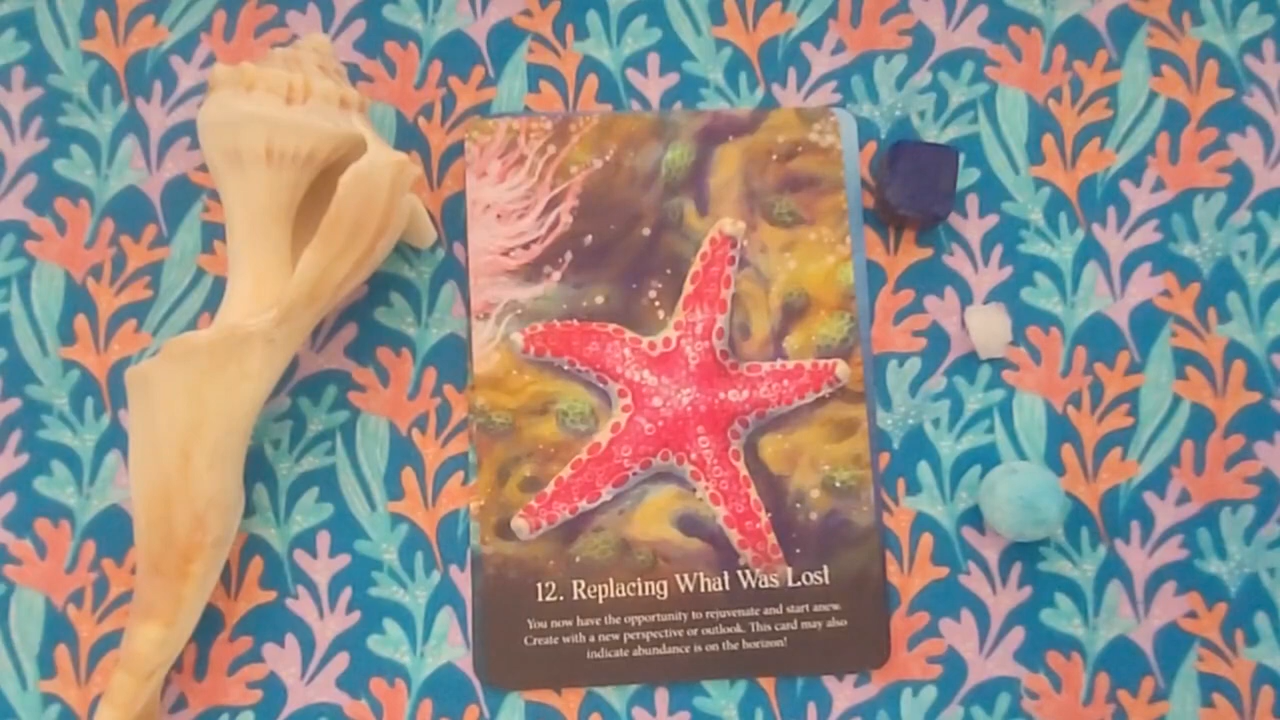 12. Replacing What Was Lost
You now have the opportunity to rejuvenate and start anew.
Create with a new perspective or outlook. This card may also
indicate abundance is on the horizon!